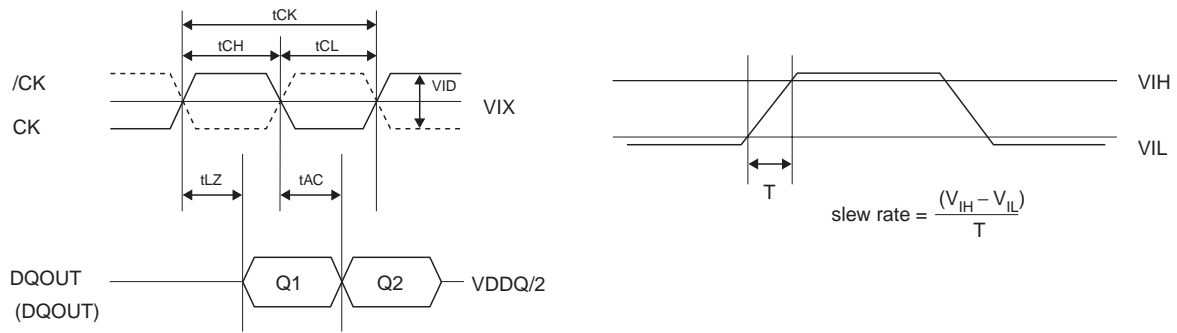 tCK
tCH
tCL
/CK
VID
VIX
CK
tLZ
tAC
DQOUT
(DQOUT)
Q1
Q2
VDDQ/2
VIH
VIL
T
slew rate = (VIH – VIL)
T